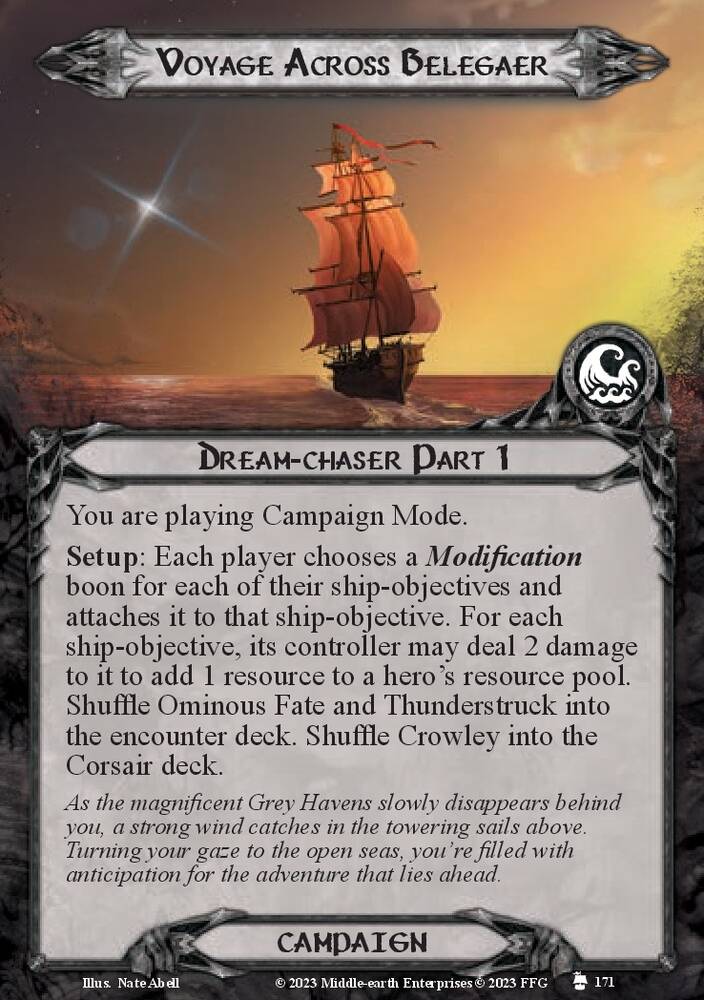 Voyage Across Belegaer
Dream-chaser Part 1
You are playing Campaign Mode.
Setup: Each player chooses a Modification
boon for each of their ship-objectives and
attaches it to that ship-objective. For each
ship-objective, its controller may deal 2 damage
to it to add 1 resource to a hero's resource pool.
Shuffle Ominous Fate and Thunderstruck into
the encounter deck. Shuffle Crowley into the
Corsair deck.
As the magnificent Grey Havens slowly disappears behind
you, a strong wind catches in the towering sails above.
Turning your gaze to the open seas, you're filled with
anticipation for the adventure that lies ahead.
CAMPAIGN
Illus. Nate Abell © 2023 Middle-earth Enterprises © 2023 FFG 171